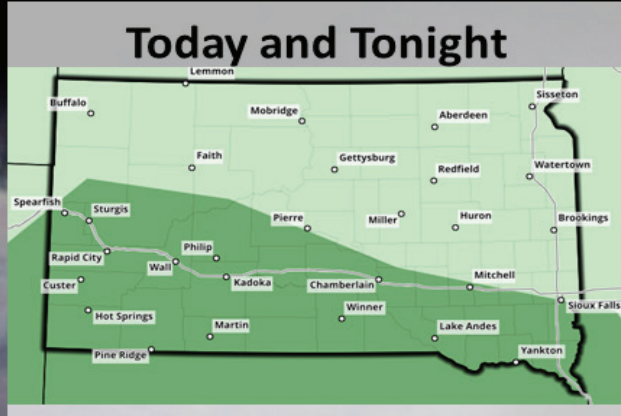 Today and Tonight
Lemmon
Buffalo
Sisseton
Mobridge
Aberdeen
Faith
Gettysburg
Redfield
Watertown
Spearfish
Sturgis
Pierre
Miller
Huron
Brookings
Rapid City
Philip
Wall
Custer
Kadoka
Chamberlain
Mitchell
Sioux Falls
Hot Springs
Winner
Martin
Lake Andes
Pine Ridge
Yankton